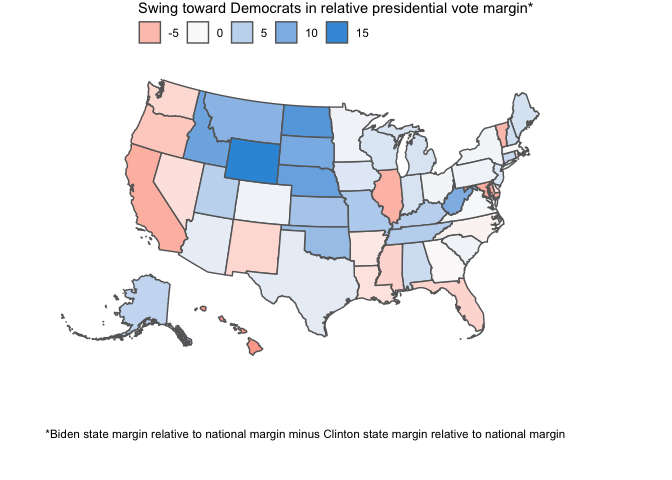 Swing toward Democrats in relative presidential vote margin*
-5 0 5 10 15
*Biden state margin relative to national margin minus Clinton state margin relative to national margin